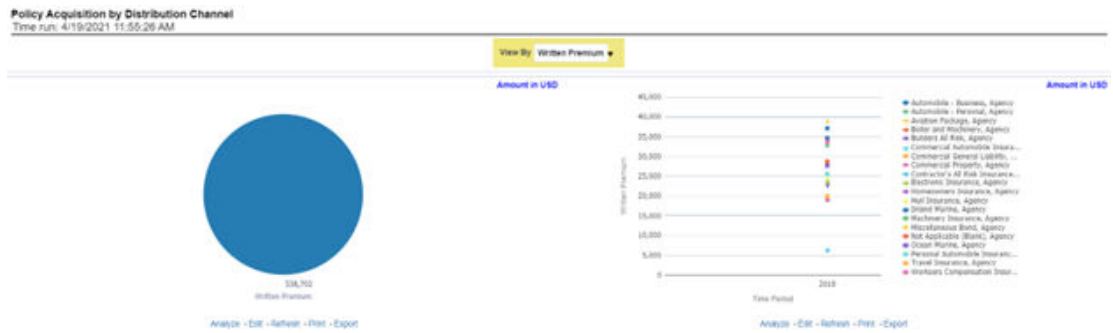 Policy Acquisition by Distribution Channel
Time run: 4/19/2021 11:55:26 AM
View By Written Premium
Amount in USD
338,702
Written Premium
Analyze - Edit - Refresh - Print - Export
Amount in USD
45,000
40,000
35,000
30,000
25,000
20,000
15,000
10,000
5,000
0
Written Premium
2018
Time Period
Automobile - Business, Agency
Automobile - Personal, Agency
Aviation Package, Agency
Boiler and Machinery, Agency
Builders All Risk, Agency
Commercial Automobile Insura...
Commercial General Liability, ...
Commercial Property, Agency
Contractor's All Risk Insurance...
Electronic Insurance, Agency
Homeowners Insurance, Agency
Hull Insurance, Agency
Inland Marine, Agency
Machinery Insurance, Agency
Miscellaneous Bond, Agency
Not Applicable (Blank), Agency
Ocean Marine, Agency
Personal Automobile Insuranc...
Travel Insurance, Agency
Workers Compensation Insur...
Analyze - Edit - Refresh - Print - Export